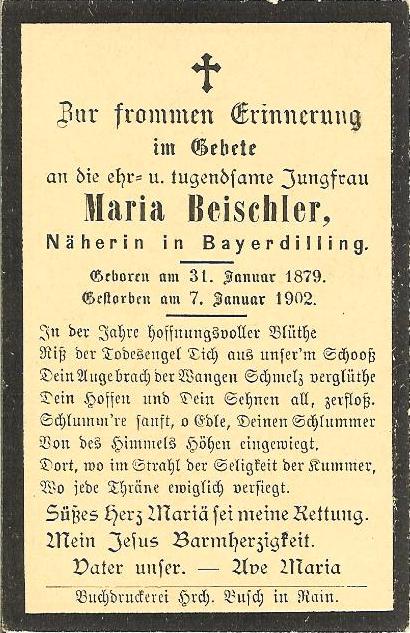 Zur frommen Erinnerung
im Gebete
an die ehr- u. tugendsame Jungfrau
Maria Beischler,
Näherin in Bayerdilling.
Geboren am 31. Januar 1879.
Gestorben am 7. Januar 1902.
In der Jahre hoffnungsvoller Blüthe
Riß der Todesengel Dich aus unser'm Schooß
Dein Aug ebrach der Wangen Schmelz verglühte
Dein Hoffen und Dein Sehnen all, zerfloß.
Schlumm're sanft, o Edle, Deinen Schlummer
Von des Himmels Höhen eingewiegt.
Dort, wo im Strahl der Seligkeit der Kummer,
Wo jede Thräne ewiglich versiegt.
Süßes Herz Mariä sei meine Rettung.
Mein Jesus Barmherzigkeit.
Vater unser. — Ave Maria
Buchdruckerei Hrch. Busch in Rain.